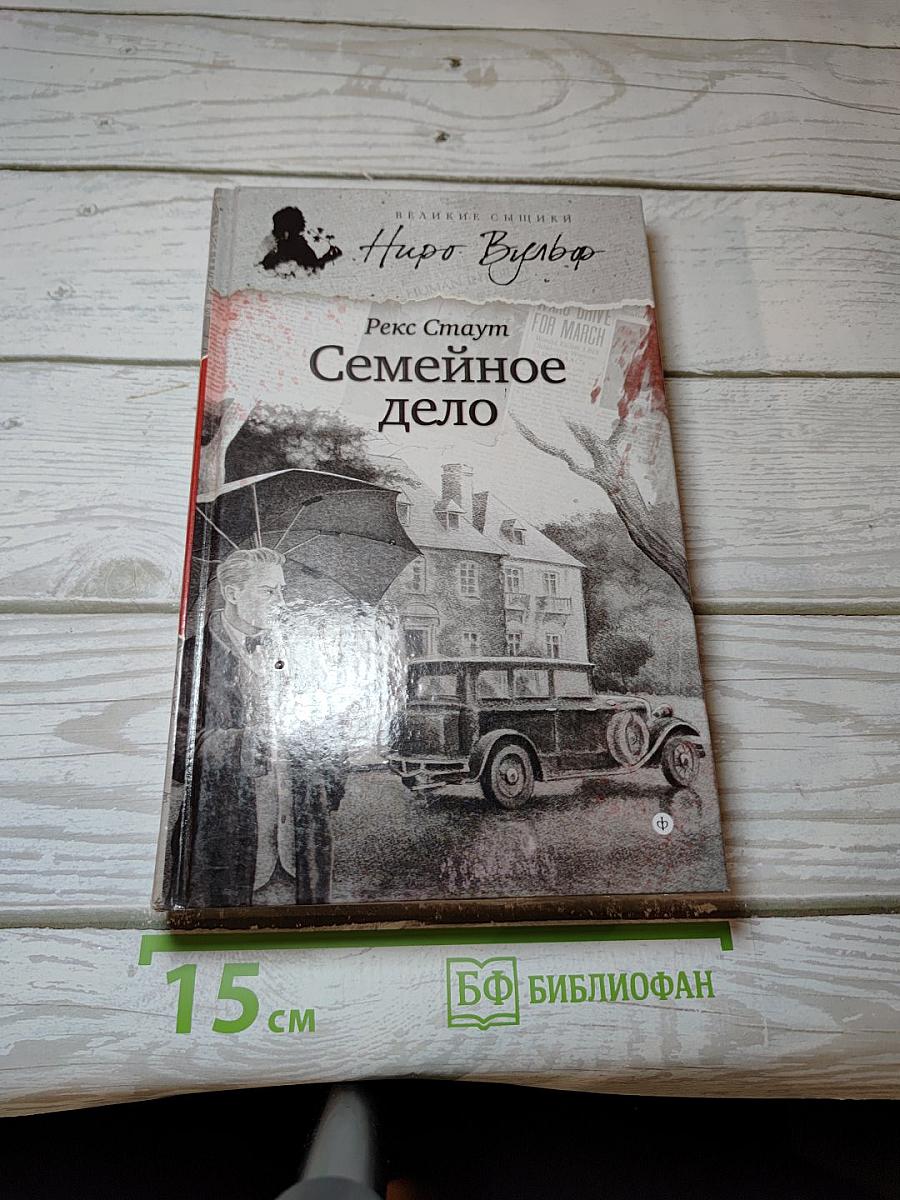 ВЕЛИКИЕ СЫЩИКИ
Ниро Вульф
Рекс Стаут
FOR MARCH
Семейное
дело
ф
15 см
БФ БИБЛИОФАН